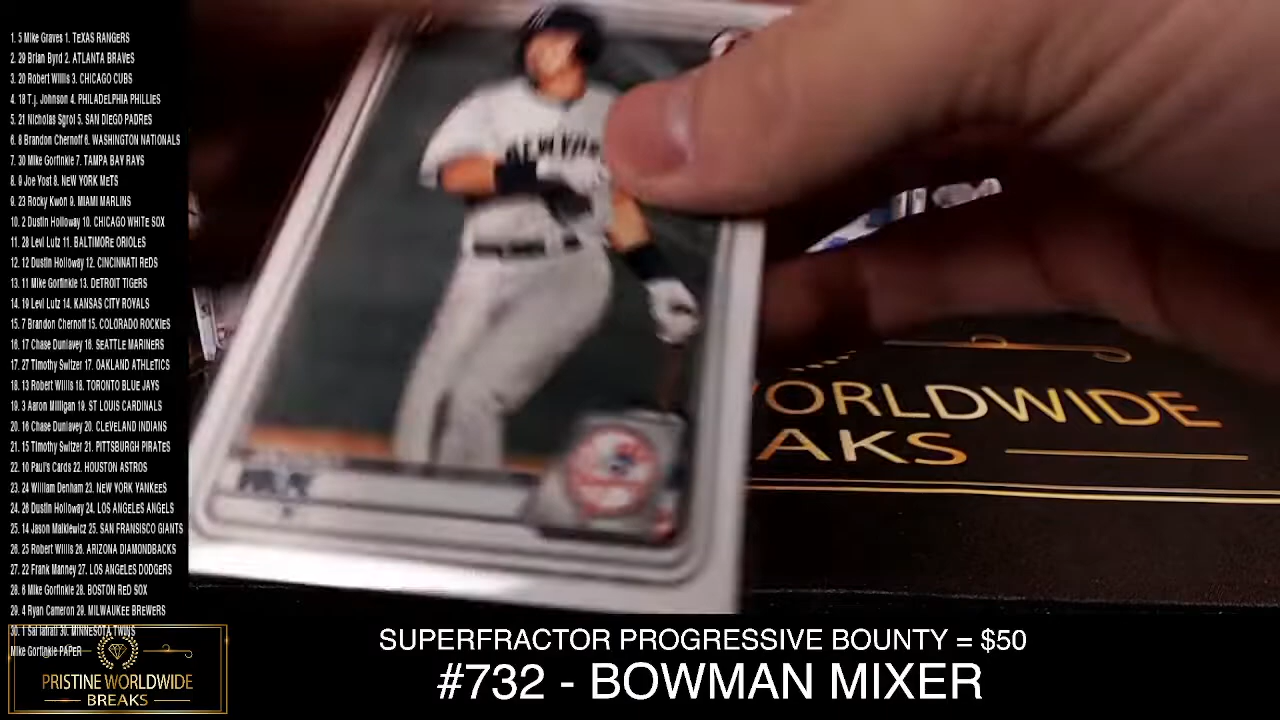 1. 5 Mike Graves 1. TEXAS RANGERS
2. 29 Brian Byrd 2. ATLANTA BRAVES
3. 20 Robert Willis 3. CHICAGO CUBS
4. 18 T.j. Johnson 4. PHILADELPHIA PHILLIES
5. 21 Nicholas Sgroi 5. SAN DIEGO PADRES
6. 8 Brandon Chernoff 6. WASHINGTON NATIONALS
7. 30 Mike Gorfinkle 7. TAMPA BAY RAYS
8. 9 Joe Yost 8. NEW YORK METS
9. 23 Rocky Kwon 9. MIAMI MARLINS
10. 2 Dustin Holloway 10. CHICAGO WHITE SOX
11. 28 Levi Lutz 11. BALTIMORE ORIOLES
12. 12 Dustin Holloway 12. CINCINNATI REDS
13. 11 Mike Gorfinkle 13. DETROIT TIGERS
14. 19 Levi Lutz 14. KANSAS CITY ROYALS
15. 7 Brandon Chernoff 15. COLORADO ROCKIES
16. 17 Chase Dunlavey 16. SEATTLE MARINERS
17. 27 Timothy Switzer 17. OAKLAND ATHLETICS
18. 13 Robert Willis 18. TORONTO BLUE JAYS
19. 3 Aaron Milligan 19. ST LOUIS CARDINALS
20. 16 Chase Dunlavey 20. CLEVELAND INDIANS
21. 15 Timothy Switzer 21. PITTSBURGH PIRATES
22. 10 Paul's Cards 22. HOUSTON ASTROS
23. 24 William Denham 23. NEW YORK YANKEES
24. 26 Dustin Holloway 24. LOS ANGELES ANGELS
25. 14 Jason Malkiewicz 25. SAN FRANSISCO GIANTS
26. 25 Robert Willis 26. ARIZONA DIAMONDBACKS
27. 22 Frank Manney 27. LOS ANGELES DODGERS
28. 6 Mike Gorfinkle 28. BOSTON RED SOX
29. 4 Ryan Cameron 29. MILWAUKEE BREWERS
30. 1 Sal 30. MINNESOTA TWINS
Mike Gorfinkle PAPER
PRISTINE WORLDWIDE
BREAKS
NEW YORK
ORLDWIDE
AKS
SUPERFRACTOR PROGRESSIVE BOUNTY = $50
#732 - BOWMAN MIXER